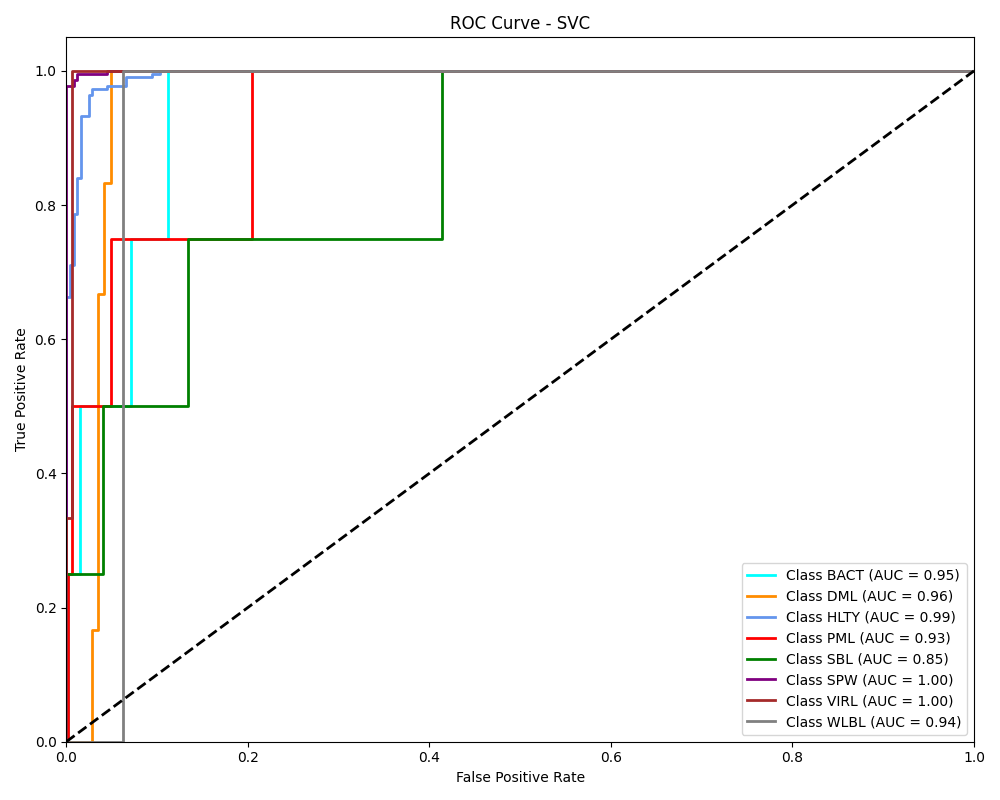 ROC Curve - SVC
True Positive Rate
1.0
0.8
0.6
0.4
0.2
0.0
0.0 0.2 0.4 0.6 0.8 1.0
False Positive Rate
Class BACT (AUC = 0.95)
Class DML (AUC = 0.96)
Class HLTY (AUC = 0.99)
Class PML (AUC = 0.93)
Class SBL (AUC = 0.85)
Class SPW (AUC = 1.00)
Class VIRL (AUC = 1.00)
Class WLBL (AUC = 0.94)